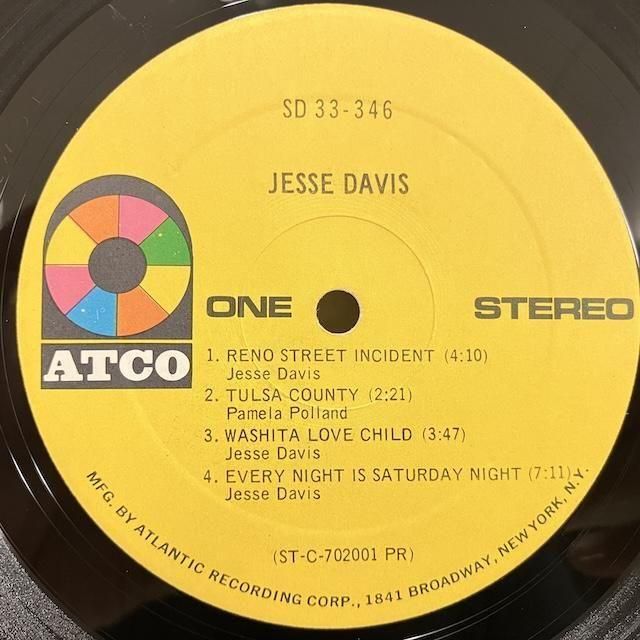 SD 33-346
JESSE DAVIS
ONE
STEREO
ATCO
1. RENO STREET INCIDENT (4:10)
Jesse Davis
2. TULSA COUNTY (2:21)
Pamela Polland
3. WASHITA LOVE CHILD (3:47)
Jesse Davis
4. EVERY NIGHT IS SATURDAY NIGHT (7:11)
Jesse Davis
(ST-C-702001 PR)
MFG. BY ATLANTIC RECORDING CORP., 1841 BROADWAY, NEW YORK, N.Y.